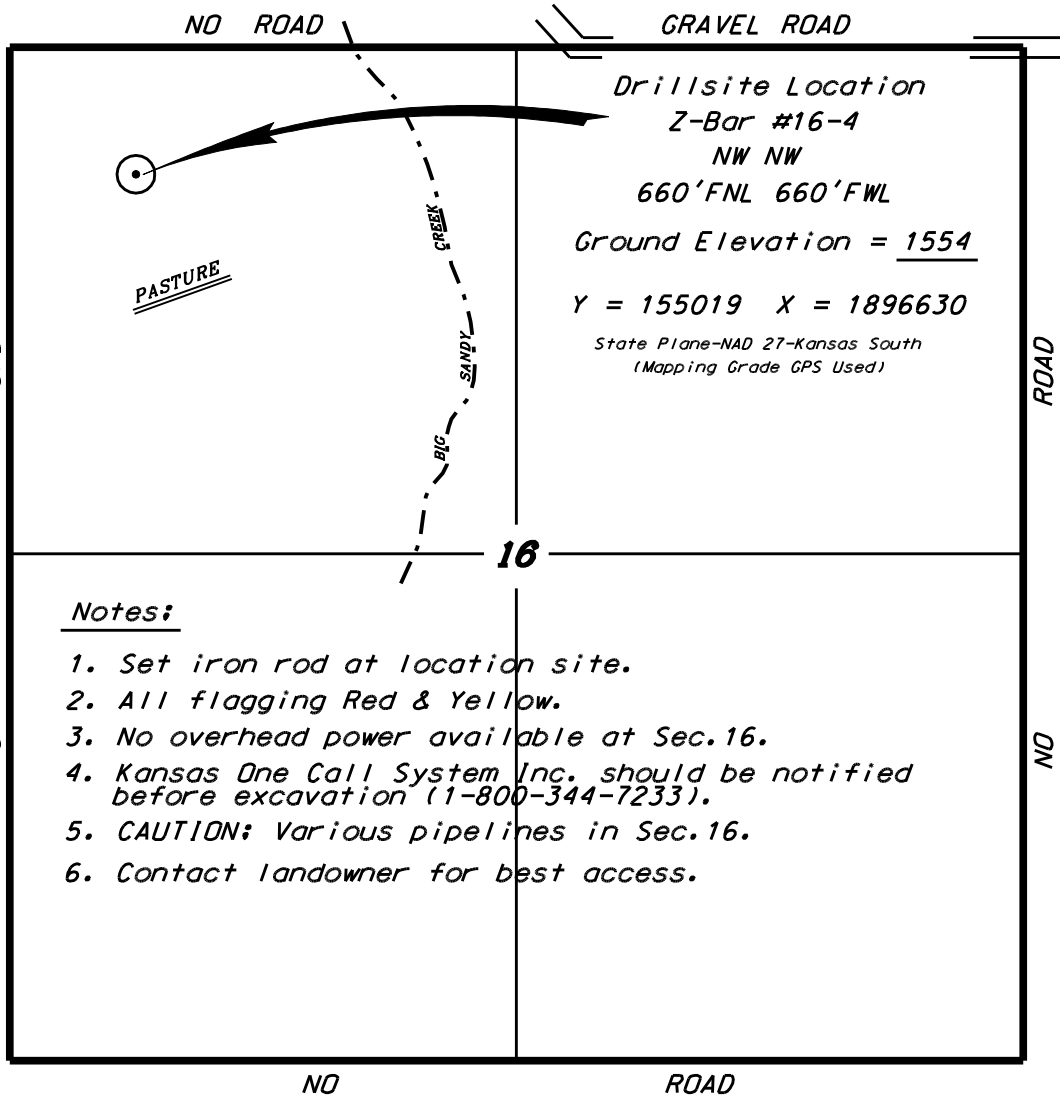 NO ROAD
GRAVEL ROAD
Drillsite Location
Z-Bar #16-4
NW NW
660'FNL 660'FWL
Ground Elevation = 1554
Y = 155019 X = 1896630
State Plane-NAD 27-Kansas South
(Mapping Grade GPS Used)
PASTURE
CREEK
SANDY
BIG
ROAD
NO
16
Notes:
1. Set iron rod at location site.
2. All flagging Red & Yellow.
3. No overhead power available at Sec.16.
4. Kansas One Call System Inc. should be notified
before excavation (1-800-344-7233).
5. CAUTION: Various pipelines in Sec.16.
6. Contact landowner for best access.
NO ROAD